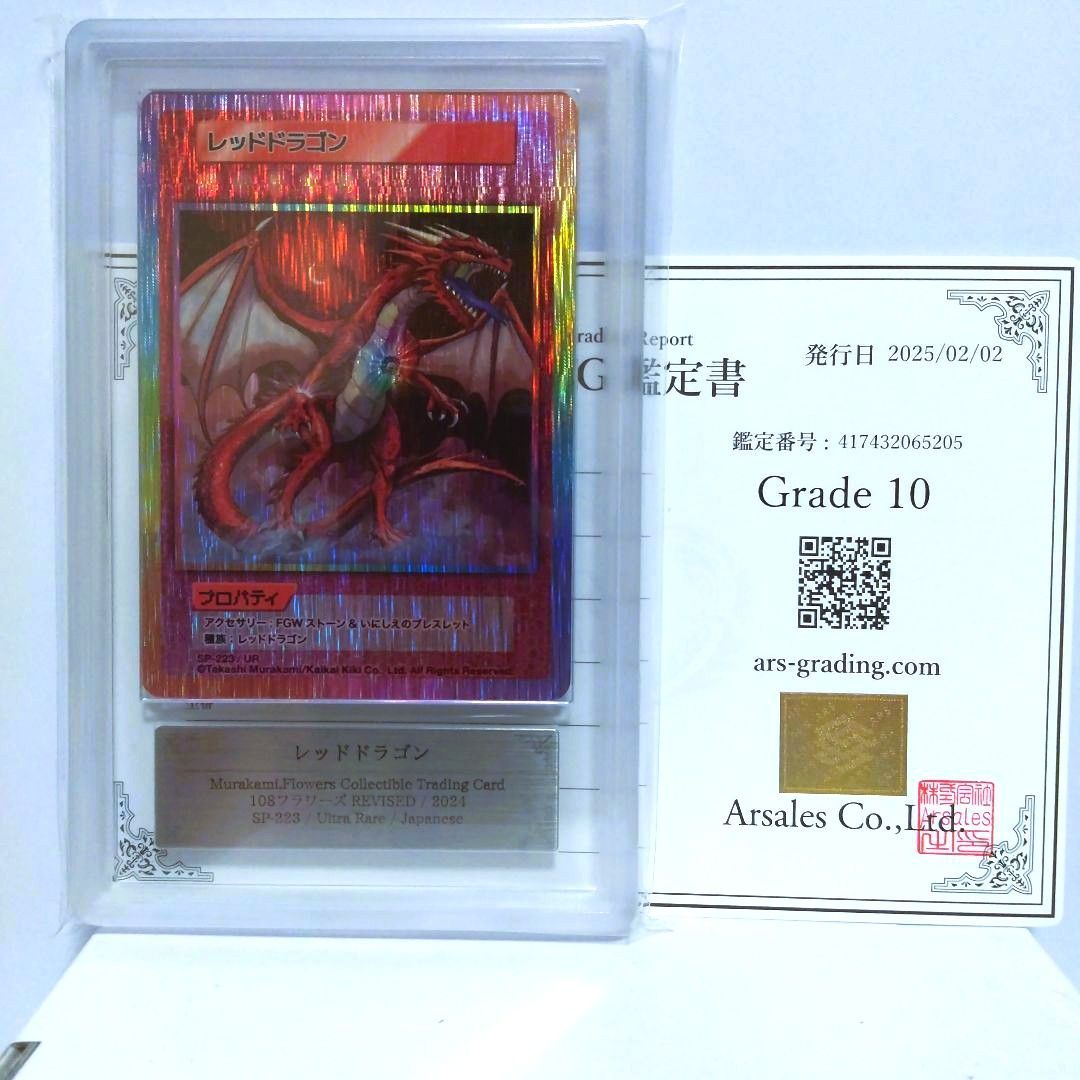 レッドドラゴン
プロパティ
アクセサリー : FGW ストーン & いにしえのブレスレット
種族 : レッドドラゴン
SP-223 / UR
©Takashi Murakami/Kaikai Kiki Co., Ltd. All Rights Reserved.
レッドドラゴン
Murakami.Flowers Collectible Trading Card
108フラワーズ REVISED / 2024
SP-223 / Ultra Rare / Japanese
Report
鑑定書
発行日 2025/02/02
鑑定番号 : 417432065205
Grade 10
ars-grading.com
Arsales Co.,Ltd.
Arsales